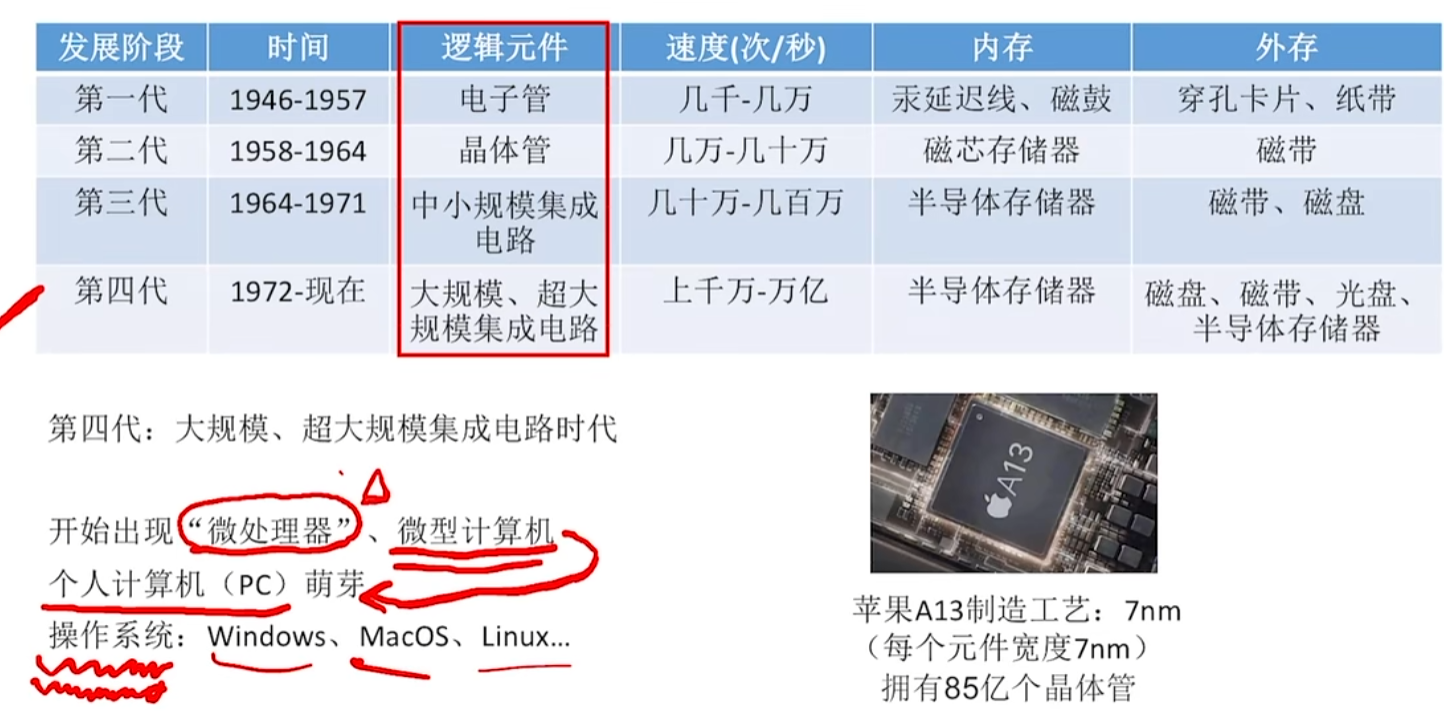 发展阶段 时间 逻辑元件 速度(次/秒) 内存 外存
第一代 1946-1957 电子管 几千-几万 汞延迟线、磁鼓 穿孔卡片、纸带
第二代 1958-1964 晶体管 几万-几十万 磁芯存储器 磁带
第三代 1964-1971 中小规模集成 几十万-几百万 半导体存储器 磁带、磁盘
电路
第四代 1972-现在 大规模、超大 上千万-万亿 半导体存储器 磁盘、磁带、光盘、
规模集成电路 半导体存储器
第四代：大规模、超大规模集成电路时代
开始出现“微处理器”、微型计算机
个人计算机（PC）萌芽
操作系统：Windows、MacOS、Linux…
A13
苹果A13制造工艺：7nm
（每个元件宽度7nm）
拥有85亿个晶体管